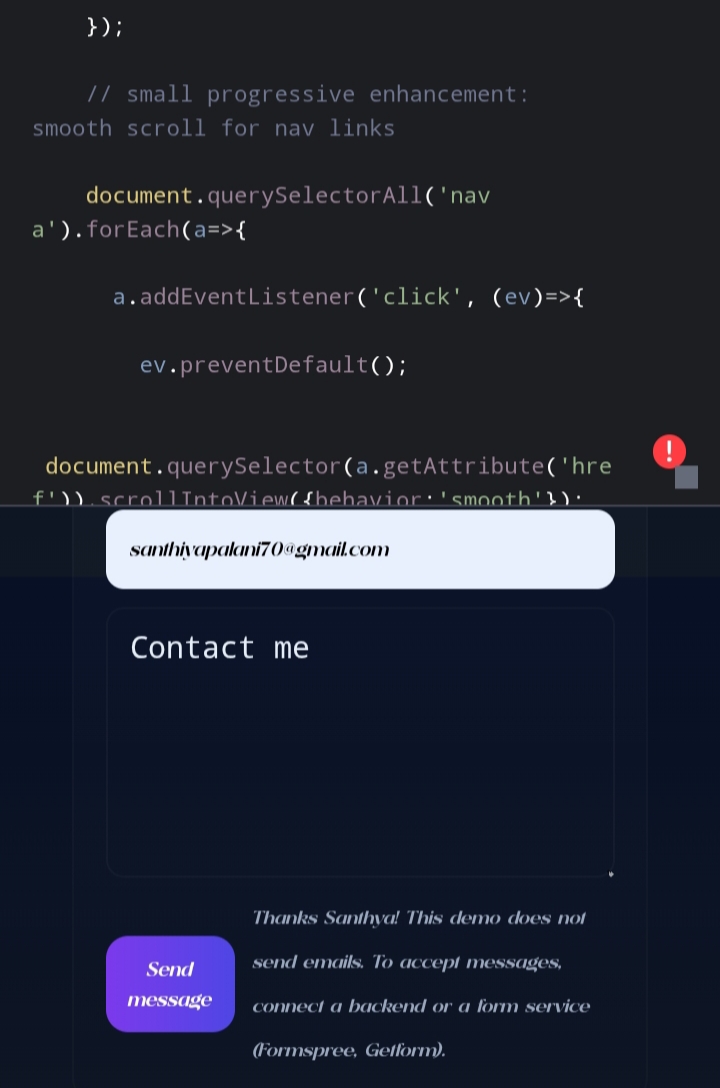 });
// small progressive enhancement:
smooth scroll for nav links
document.querySelectorAll('nav
a').forEach(a=>{
a.addEventListener('click', (ev)=>{
ev.preventDefault();
document.querySelector(a.getAttribute('hre
f')).scrollIntoView({behavior:'smooth'});
!
santhiyapalani70@gmail.com
Contact me
Thanks Santhya! This demo does not
send emails. To accept messages,
connect a backend or a form service
(Formspree, Getform).
Send
message